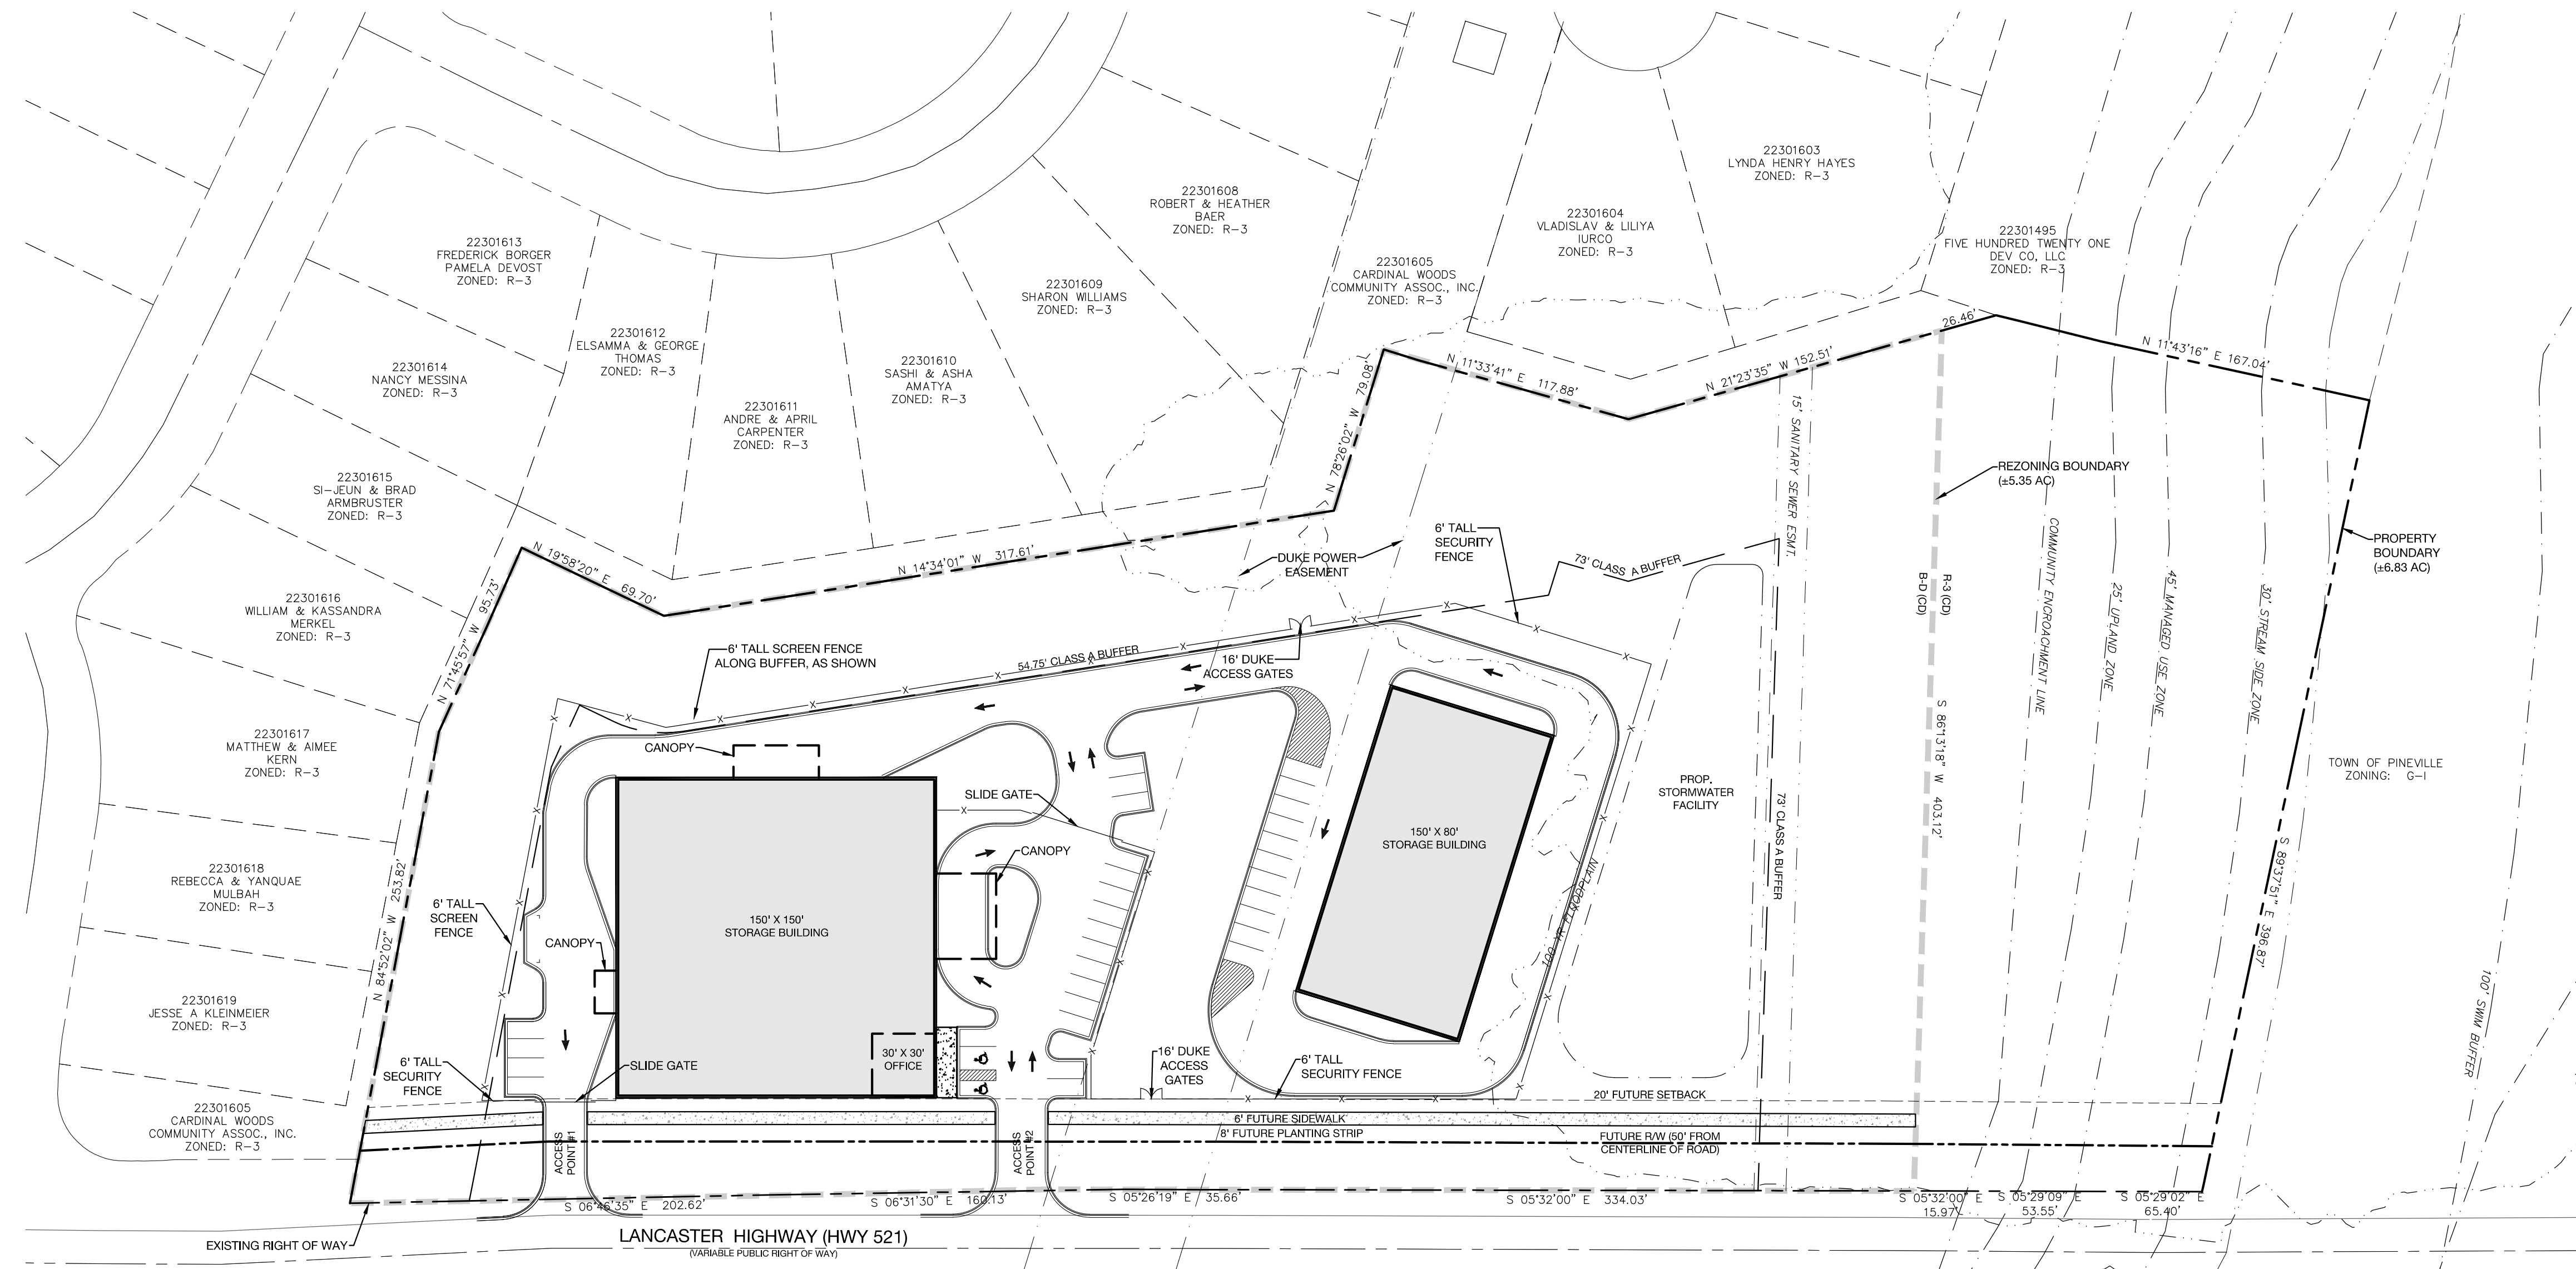 22301603
LYNDA HENRY HAYES
ZONED: R-3
22301608
ROBERT & HEATHER
BAER
ZONED: R-3
22301604
VLADISLAV & LILIYA
IURCO
ZONED: R-3
22301495
FIVE HUNDRED TWENTY ONE
DEV CO, LLC
ZONED: R-3
22301613
FREDERICK BORGER
PAMELA DEVOST
ZONED: R-3
22301605
CARDINAL WOODS
COMMUNITY ASSOC., INC.
ZONED: R-3
22301609
SHARON WILLIAMS
ZONED: R-3
22301612
ELSAMMA & GEORGE
THOMAS
ZONED: R-3
22301610
SASHI & ASHA
AMATYA
ZONED: R-3
22301614
NANCY MESSINA
ZONED: R-3
22301611
ANDRE & APRIL
CARPENTER
ZONED: R-3
22301615
SI-JEUN & BRAD
ARMBRUSTER
ZONED: R-3
22301616
WILLIAM & KASSANDRA
MERKEL
ZONED: R-3
22301617
MATTHEW & AIMEE
KERN
ZONED: R-3
22301618
REBECCA & YANQUAE
MULBAH
ZONED: R-3
22301619
JESSE A KLEINMEIER
ZONED: R-3
22301605
CARDINAL WOODS
COMMUNITY ASSOC., INC.
ZONED: R-3
N 84°52'02" W 253.82'
N 71°45'57" W 95.73'
N 19°58'20" E 69.70'
N 14°34'01" W 317.61'
N 78°26'02" W 79.08'
N 11°33'41" E 117.88'
N 21°23'35" W 152.51'
26.46'
N 11°43'16" E 167.04'
15' SANITARY SEWER ESMT.
REZONING BOUNDARY
(±5.35 AC)
PROPERTY
BOUNDARY
(±6.83 AC)
R-3 (CD)
B-D (CD)
S 86°13'18" W 403.12'
COMMUNITY ENCROACHMENT LINE
25' UPLAND ZONE
45' MANAGED USE ZONE
30' STREAM SIDE ZONE
TOWN OF PINEVILLE
ZONING: G-I
S 89°37'51" E 396.87'
100' SWIM BUFFER
6' TALL
SECURITY
FENCE
DUKE POWER
EASEMENT
73' CLASS A BUFFER
6' TALL SCREEN FENCE
ALONG BUFFER, AS SHOWN
54.75' CLASS A BUFFER
16' DUKE
ACCESS GATES
CANOPY
SLIDE GATE
CANOPY
150' X 80'
STORAGE BUILDING
PROP.
STORMWATER
FACILITY
73' CLASS A BUFFER
100 YR FLOODPLAIN
6' TALL
SCREEN
FENCE
CANOPY
150' X 150'
STORAGE BUILDING
30' X 30'
OFFICE
6' TALL
SECURITY
FENCE
SLIDE GATE
16' DUKE
ACCESS
GATES
6' TALL
SECURITY FENCE
20' FUTURE SETBACK
6' FUTURE SIDEWALK
8' FUTURE PLANTING STRIP
FUTURE R/W (50' FROM
CENTERLINE OF ROAD)
ACCESS
POINT #1
ACCESS
POINT #2
S 06°46'35" E 202.62'
S 06°31'30" E 160.13'
S 05°26'19" E 35.66'
S 05°32'00" E 334.03'
S 05°32'00" E
15.97'
S 05°29'09" E
53.55'
S 05°29'02" E
65.40'
EXISTING RIGHT OF WAY
LANCASTER HIGHWAY (HWY 521)
(VARIABLE PUBLIC RIGHT OF WAY)